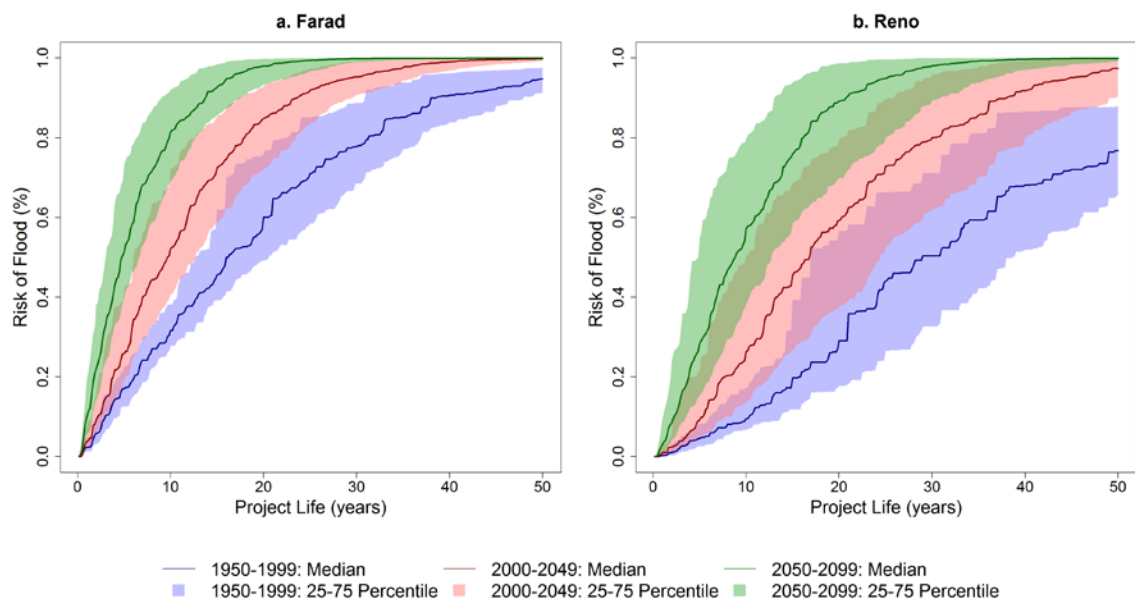 a. Farad
b. Reno
Risk of Flood (%)
1.0
0.8
0.6
0.4
0.2
0.0
0 10 20 30 40 50
Project Life (years)
Risk of Flood (%)
1.0
0.8
0.6
0.4
0.2
0.0
0 10 20 30 40 50
Project Life (years)
1950-1999: Median 2000-2049: Median 2050-2099: Median
1950-1999: 25-75 Percentile 2000-2049: 25-75 Percentile 2050-2099: 25-75 Percentile